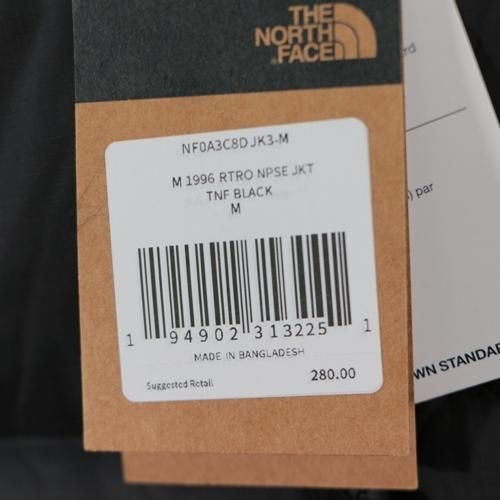 THE
NORTH
FACE
rd
NF0A3C8DJK3-M
M 1996 RTRO NPSE JKT
TNF BLACK
M
) par
1 94902 313225 1
MADE IN BANGLADESH
WN STANDAR
Suggested Retail 280.00